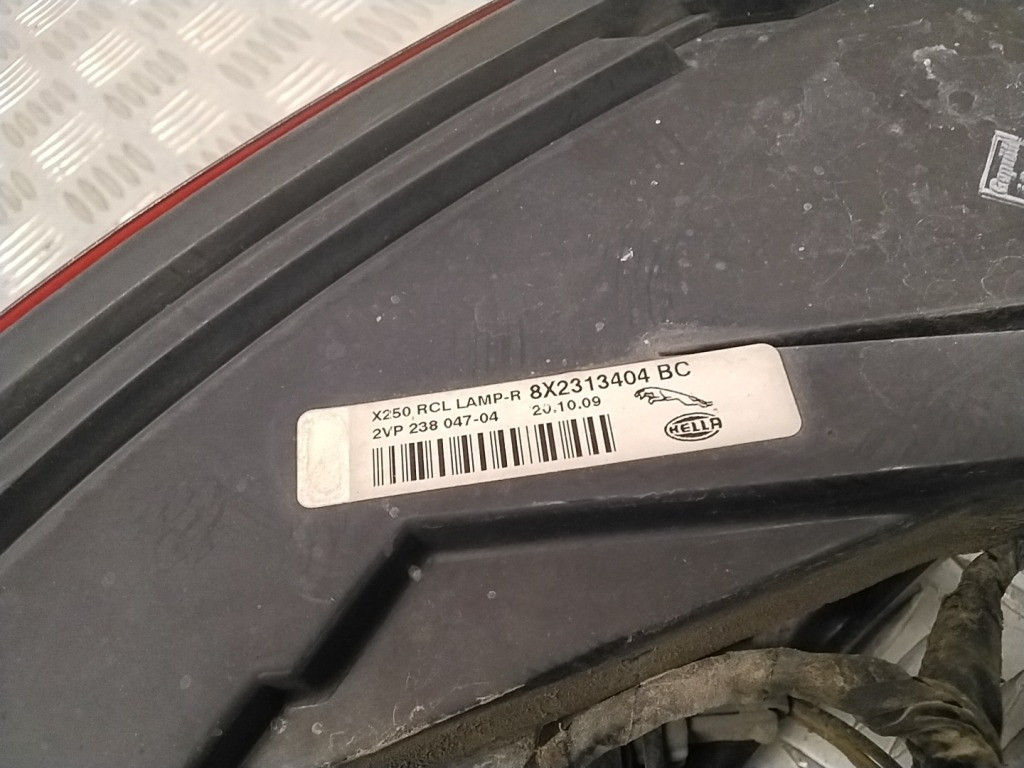 X250,RCL LAMP-R 8X2313404 BC
2VP 238 047-04
HELLA